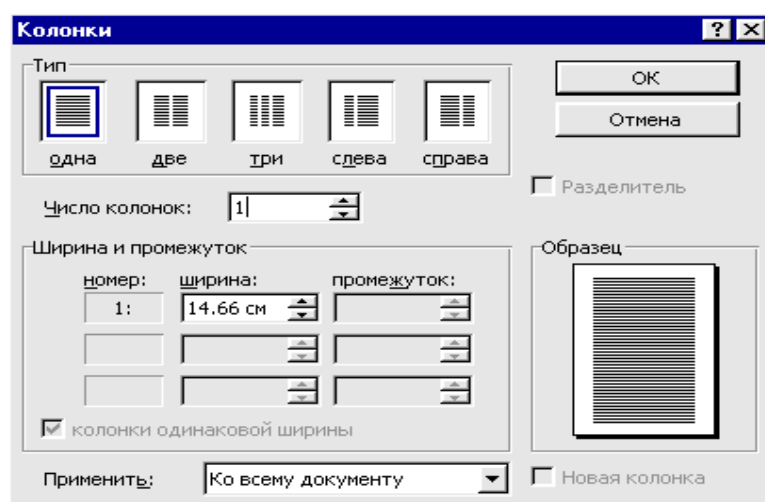 Колонки
Тип
одна две три слева справа
ОК
Отмена
Число колонок: 1
Разделитель
Ширина и промежуток
номер: ширина: промежуток:
1: 14.66 см
колонки одинаковой ширины
Образец
Применить: Ко всему документу
Новая колонка